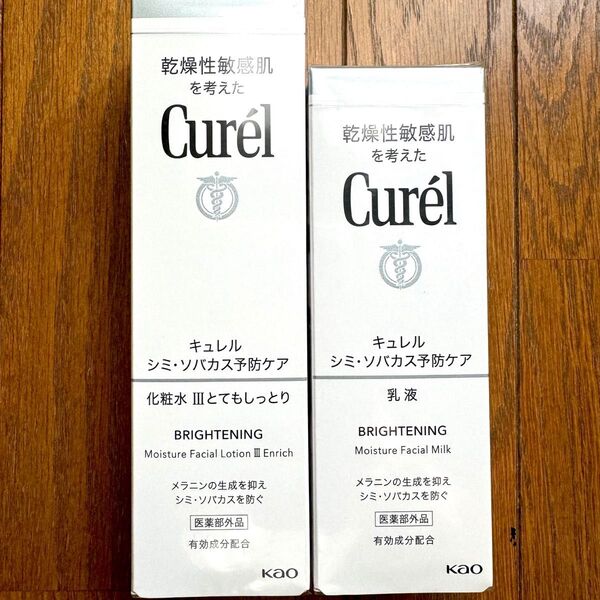 乾燥性敏感肌
を考えた
Curél
キュレル
シミ・ソバカス予防ケア
化粧水 Ⅲとてもしっとり
BRIGHTENING
Moisture Facial Lotion Ⅲ Enrich
メラニンの生成を抑え
シミ・ソバカスを防ぐ
医薬部外品
有効成分配合
Kao
乾燥性敏感肌
を考えた
Curél
キュレル
シミ・ソバカス予防ケア
乳液
BRIGHTENING
Moisture Facial Milk
メラニンの生成を抑え
シミ・ソバカスを防ぐ
医薬部外品
有効成分配合
Kao